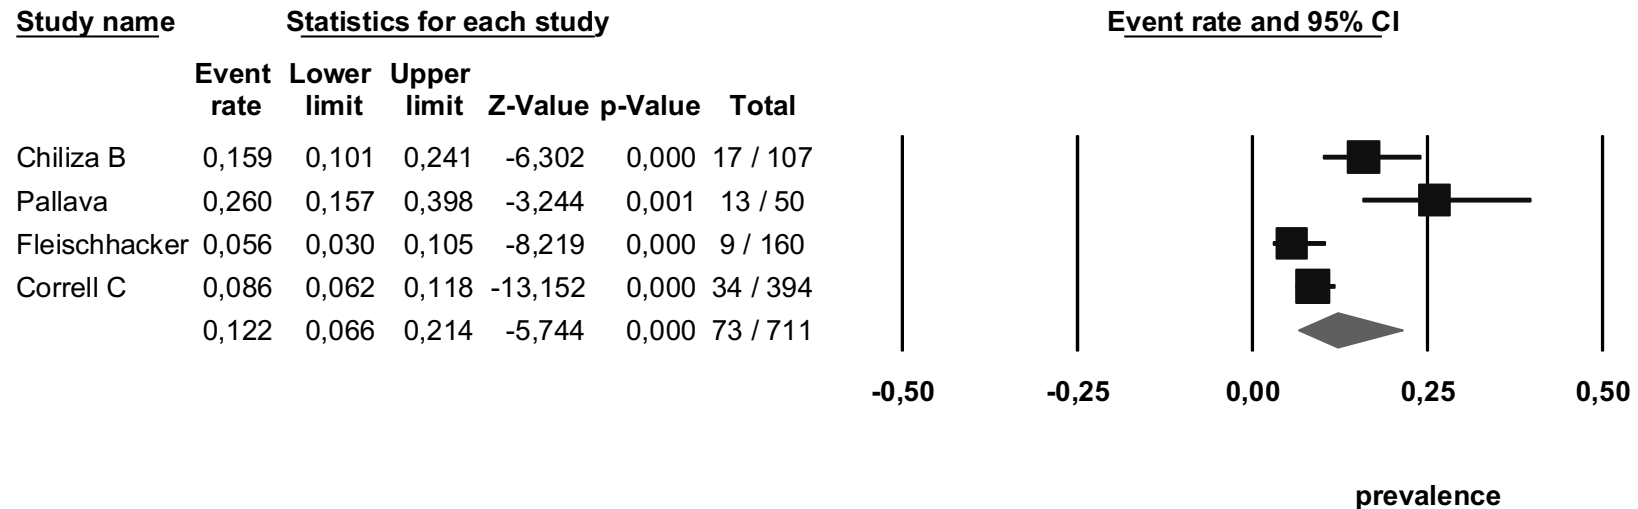 Study name Statistics for each study Event rate and 95% CI
Event Lower Upper
rate limit limit Z-Value p-Value Total
Chiliza B 0,159 0,101 0,241 -6,302 0,000 17 / 107
Pallava 0,260 0,157 0,398 -3,244 0,001 13 / 50
Fleischhacker 0,056 0,030 0,105 -8,219 0,000 9 / 160
Correll C 0,086 0,062 0,118 -13,152 0,000 34 / 394
0,122 0,066 0,214 -5,744 0,000 73 / 711
-0,50 -0,25 0,00 0,25 0,50
prevalence